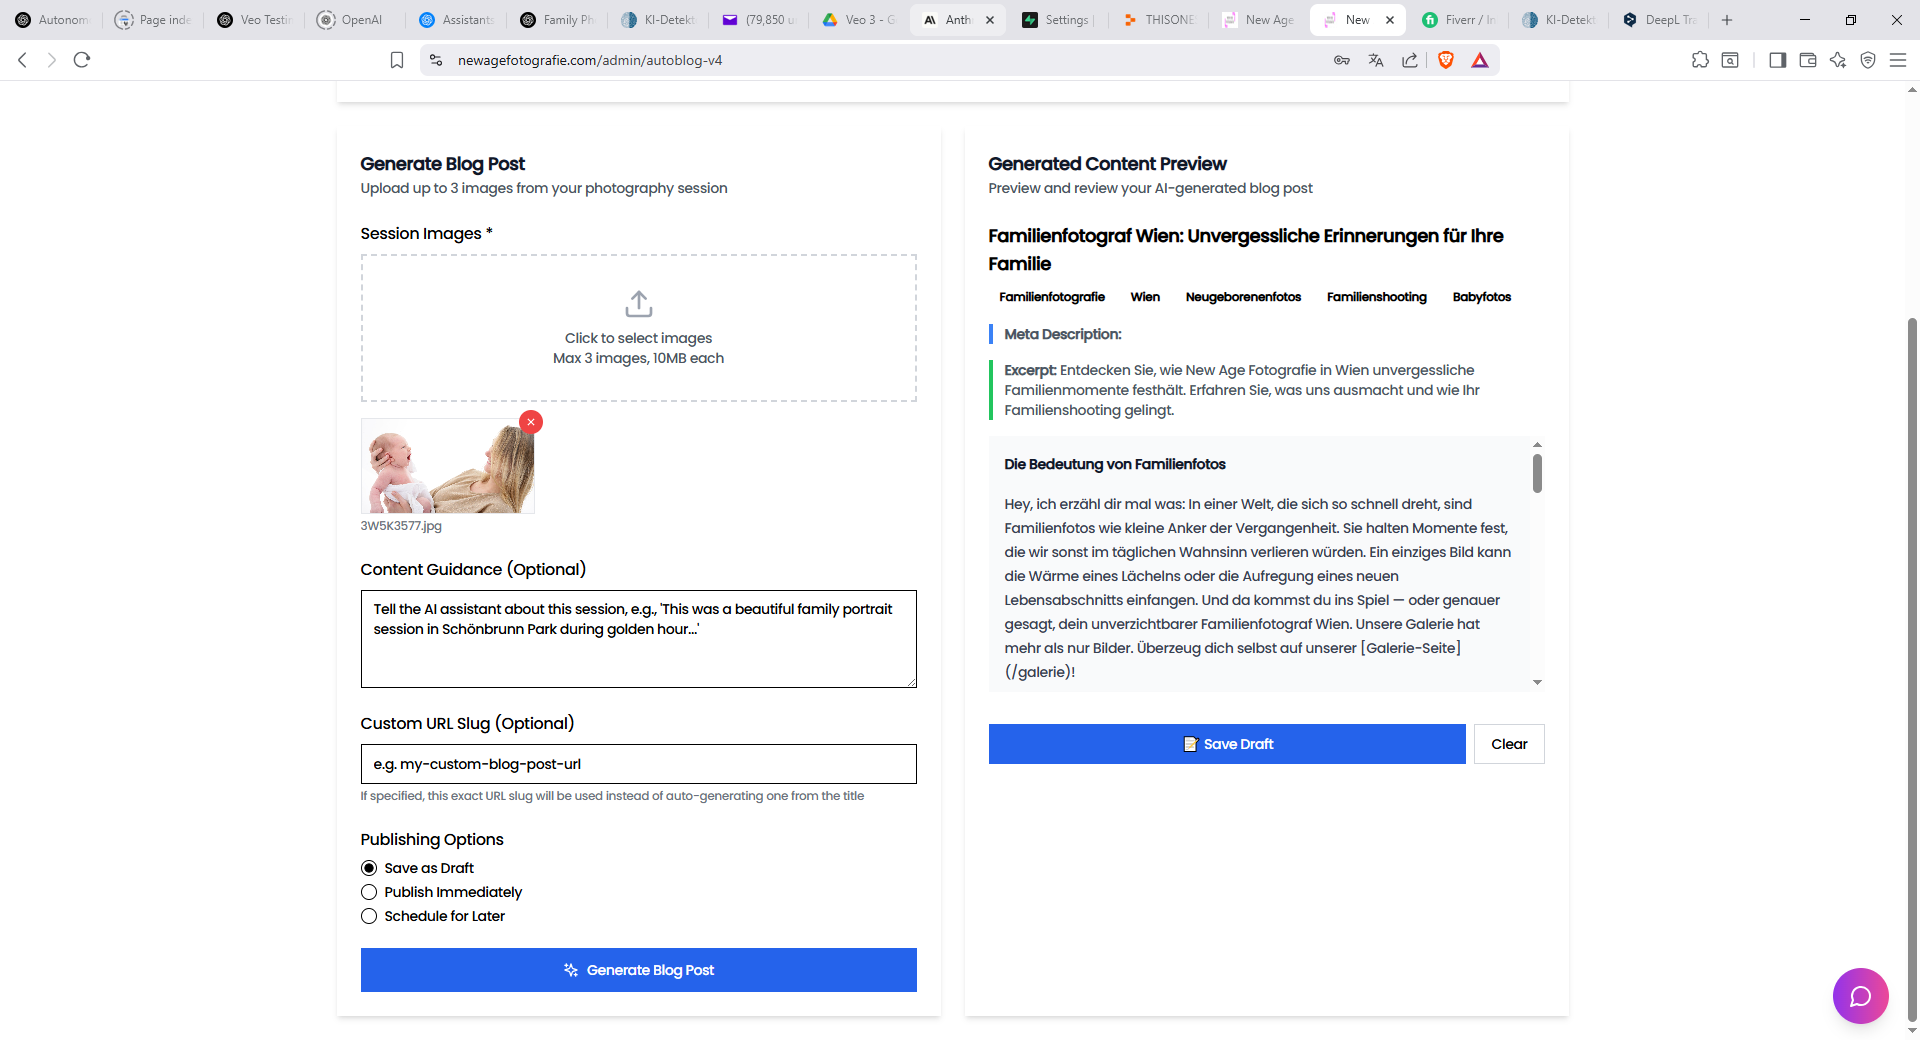 Autonom
Page inde
Veo Testin
OpenAI
Assistants
Family Ph
KI-Detekt
(79,850 u
Veo 3 - G
Anth
Settings
THISONE
New Age
New
Fiverr / In
KI-Detekt
DeepL Tra
newagefotografie.com/admin/autoblog-v4
Generate Blog Post
Upload up to 3 images from your photography session
Session Images *
Click to select images
Max 3 images, 10MB each
3W5K3577.jpg
Content Guidance (Optional)
Tell the AI assistant about this session, e.g., 'This was a beautiful family portrait
session in Schönbrunn Park during golden hour...'
Custom URL Slug (Optional)
e.g. my-custom-blog-post-url
If specified, this exact URL slug will be used instead of auto-generating one from the title
Publishing Options
Save as Draft
Publish Immediately
Schedule for Later
Generate Blog Post
Generated Content Preview
Preview and review your AI-generated blog post
Familienfotograf Wien: Unvergessliche Erinnerungen für Ihre
Familie
Familienfotografie Wien Neugeborenenfotos Familienshooting Babyfotos
Meta Description:
Excerpt: Entdecken Sie, wie New Age Fotografie in Wien unvergessliche
Familienmomente festhält. Erfahren Sie, was uns ausmacht und wie Ihr
Familienshooting gelingt.
Die Bedeutung von Familienfotos
Hey, ich erzähl dir mal was: In einer Welt, die sich so schnell dreht, sind
Familienfotos wie kleine Anker der Vergangenheit. Sie halten Momente fest,
die wir sonst im täglichen Wahnsinn verlieren würden. Ein einziges Bild kann
die Wärme eines Lächelns oder die Aufregung eines neuen
Lebensabschnitts einfangen. Und da kommst du ins Spiel — oder genauer
gesagt, dein unverzichtbarer Familienfotograf Wien. Unsere Galerie hat
mehr als nur Bilder. Überzeug dich selbst auf unserer [Galerie-Seite]
(/galerie)!
Save Draft
Clear